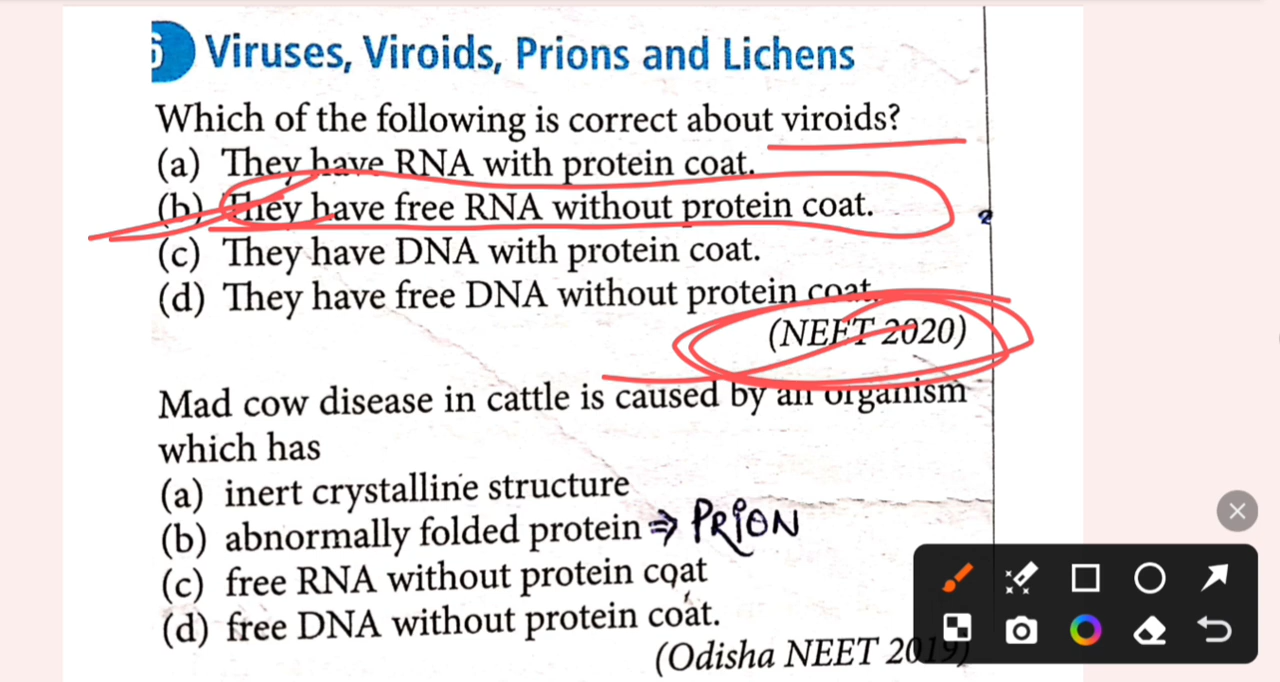 6 Viruses, Viroids, Prions and Lichens
Which of the following is correct about viroids?
(a) They have RNA with protein coat.
(b) They have free RNA without protein coat.
(c) They have DNA with protein coat.
(d) They have free DNA without protein coat.
(NEET 2020)
Mad cow disease in cattle is caused by an organism
which has
(a) inert crystalline structure
(b) abnormally folded protein ⇒ PRION
(c) free RNA without protein coat
(d) free DNA without protein coat.
(Odisha NEET 2019)